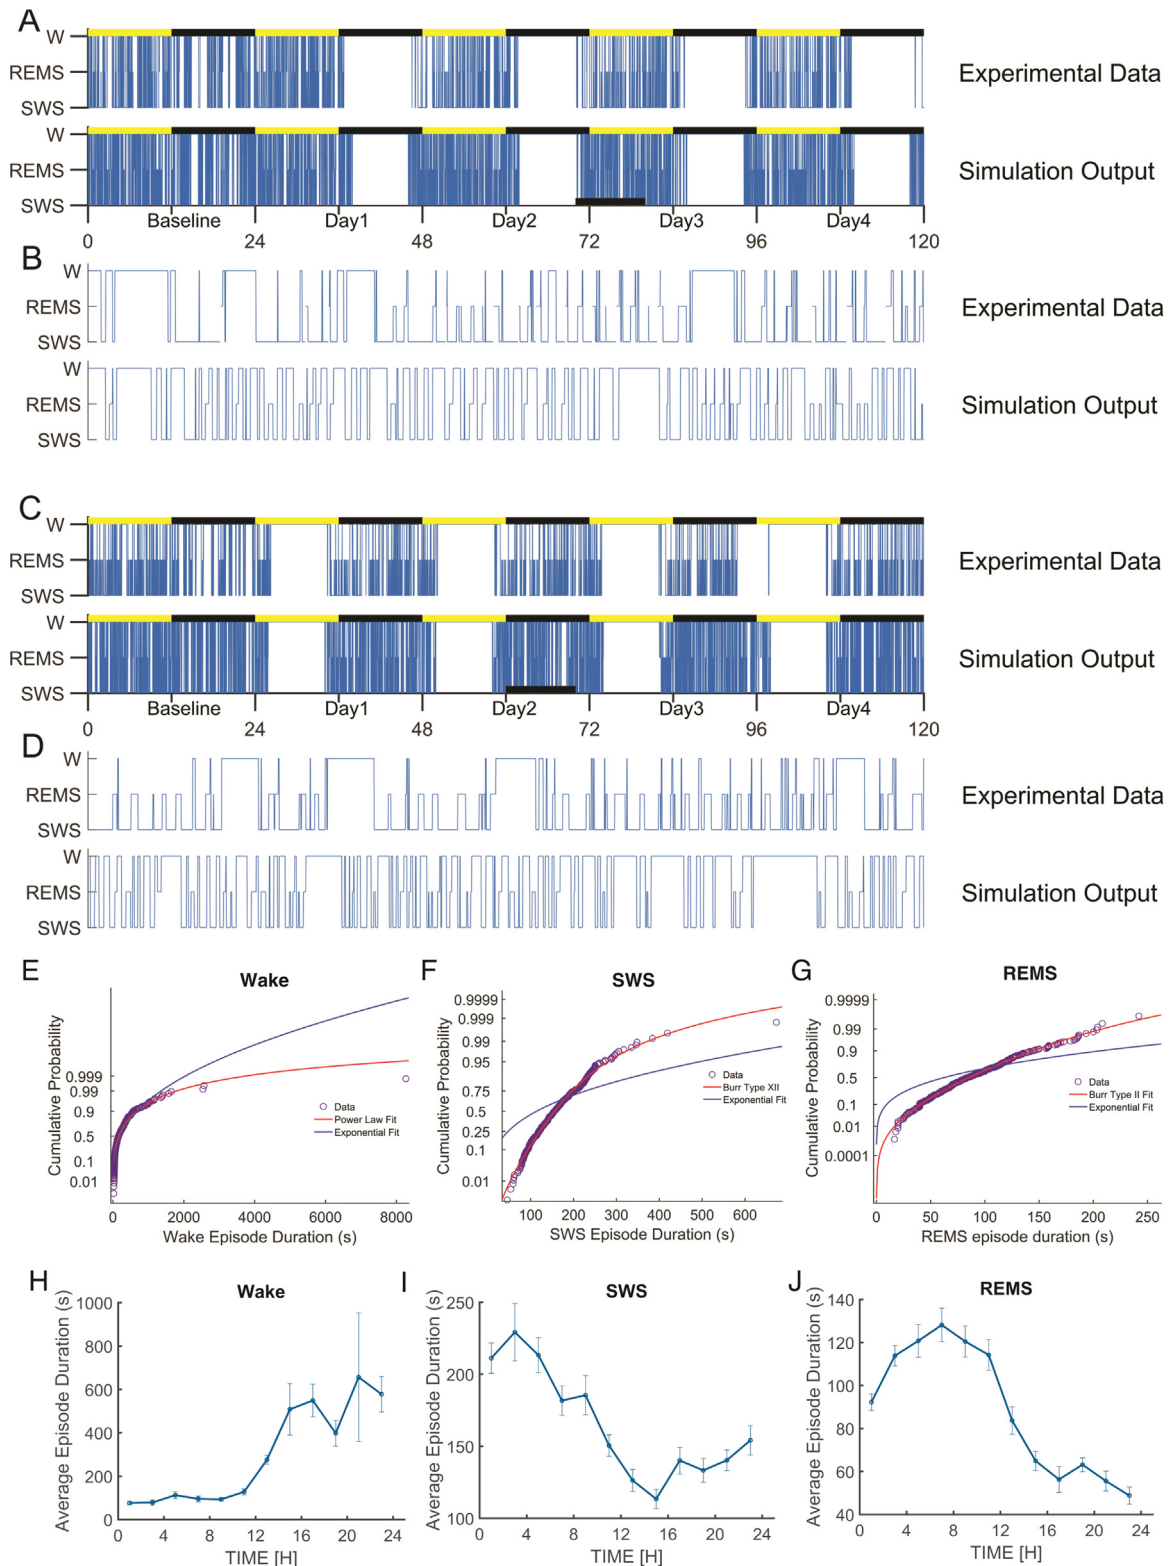 A
W
REMS
SWS
Experimental Data
W
REMS
SWS
Simulation Output
Baseline Day1 Day2 Day3 Day4
0 24 48 72 96 120
B
W
REMS
SWS
Experimental Data
W
REMS
SWS
Simulation Output
C
W
REMS
SWS
Experimental Data
W
REMS
SWS
Simulation Output
Baseline Day1 Day2 Day3 Day4
0 24 48 72 96 120
D
W
REMS
SWS
Experimental Data
W
REMS
SWS
Simulation Output
E
Wake
Cumulative Probability
0.999
0.99
0.9
0.5
0.1
0.01
Data
Power Law Fit
Exponential Fit
0 2000 4000 6000 8000
Wake Episode Duration (s)
F
SWS
Cumulative Probability
0.9999
0.999
0.99
0.95
0.75
0.5
0.25
0.1
0.01
Data
Burr Type XII
Exponential Fit
100 200 300 400 500 600
SWS Episode Duration (s)
G
REMS
Cumulative Probability
0.9999
0.99
0.9
0.5
0.1
0.01
0.0001
Data
Burr Type II Fit
Exponential Fit
0 50 100 150 200 250
REMS episode duration (s)
H
Wake
Average Episode Duration (s)
1000
800
600
400
200
0
0 4 8 12 16 20 24
TIME [H]
I
SWS
Average Episode Duration (s)
250
200
150
100
0 4 8 12 16 20 24
TIME [H]
J
REMS
Average Episode Duration (s)
140
120
100
80
60
40
0 4 8 12 16 20 24
TIME [H]